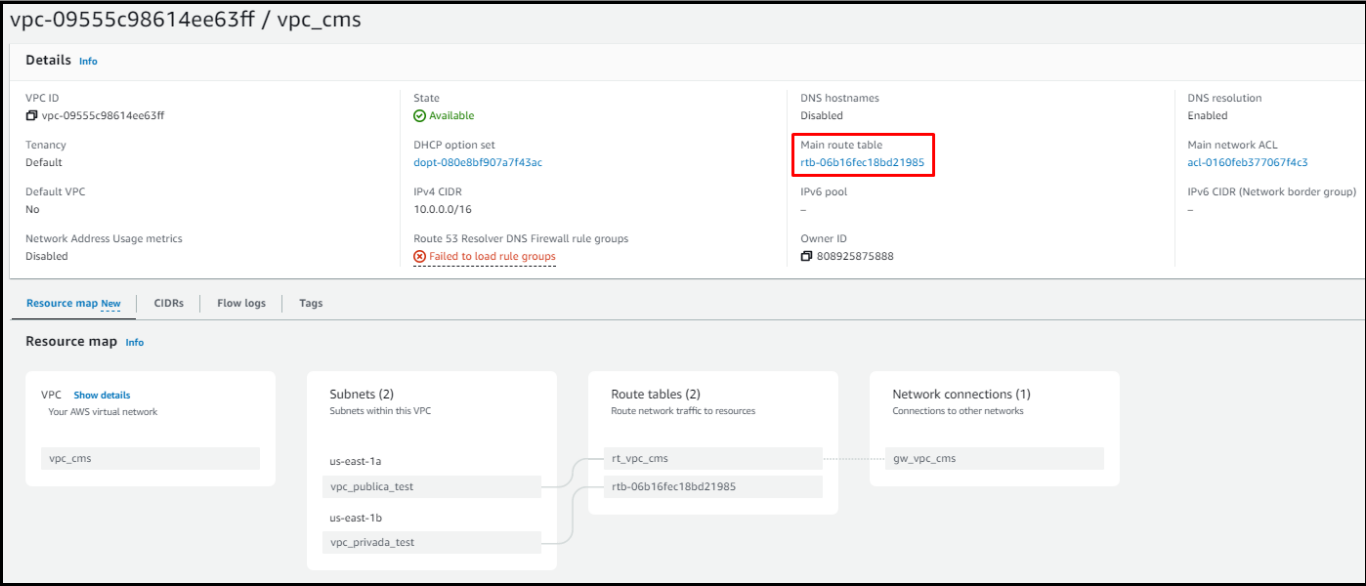 vpc-09555c98614ee63ff / vpc_cms
Details Info
VPC ID
vpc-09555c98614ee63ff
State
Available
DNS hostnames
Disabled
DNS resolution
Enabled
Tenancy
Default
DHCP option set
dopt-080e8bf907a7f43ac
Main route table
rtb-06b16fec18bd21985
Main network ACL
acl-0160feb377067f4c3
Default VPC
No
IPv4 CIDR
10.0.0.0/16
IPv6 pool
–
IPv6 CIDR (Network border group)
–
Network Address Usage metrics
Disabled
Route 53 Resolver DNS Firewall rule groups
Failed to load rule groups
Owner ID
808925875888
Resource map New
CIDRs
Flow logs
Tags
Resource map Info
VPC Show details
Your AWS virtual network
vpc_cms
Subnets (2)
Subnets within this VPC
us-east-1a
vpc_publica_test
us-east-1b
vpc_privada_test
Route tables (2)
Route network traffic to resources
rt_vpc_cms
rtb-06b16fec18bd21985
Network connections (1)
Connections to other networks
gw_vpc_cms